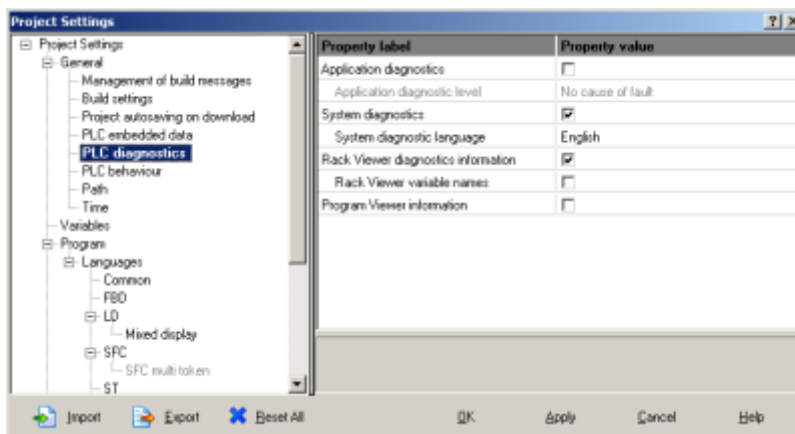 Project Settings
Project Settings
General
Management of build messages
Build settings
Project autosaving on download
PLC embedded data
PLC diagnostics
PLC behaviour
Path
Time
Variables
Program
Languages
Common
FBD
LD
Mixed display
SFC
SFC multi token
ST
Property label Property value
Application diagnostics
Application diagnostic level No cause of fault
System diagnostics
System diagnostic language English
Rack Viewer diagnostics information
Rack Viewer variable names
Program Viewer information
Import Export Reset All OK Apply Cancel Help